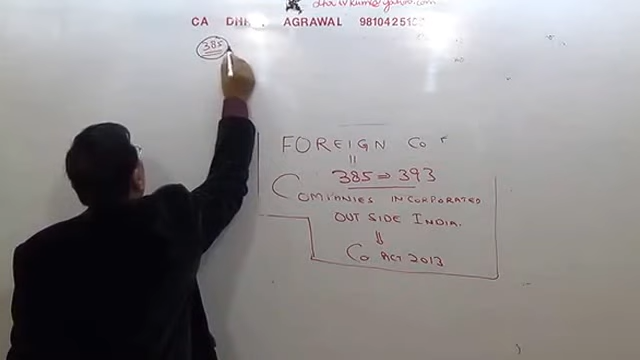 CA AGRAWAL
385
FOREIGN Co
385 ⇒ 393
COMPANIES INCORPORATED
OUT SIDE INDIA.
Co ACT 2013